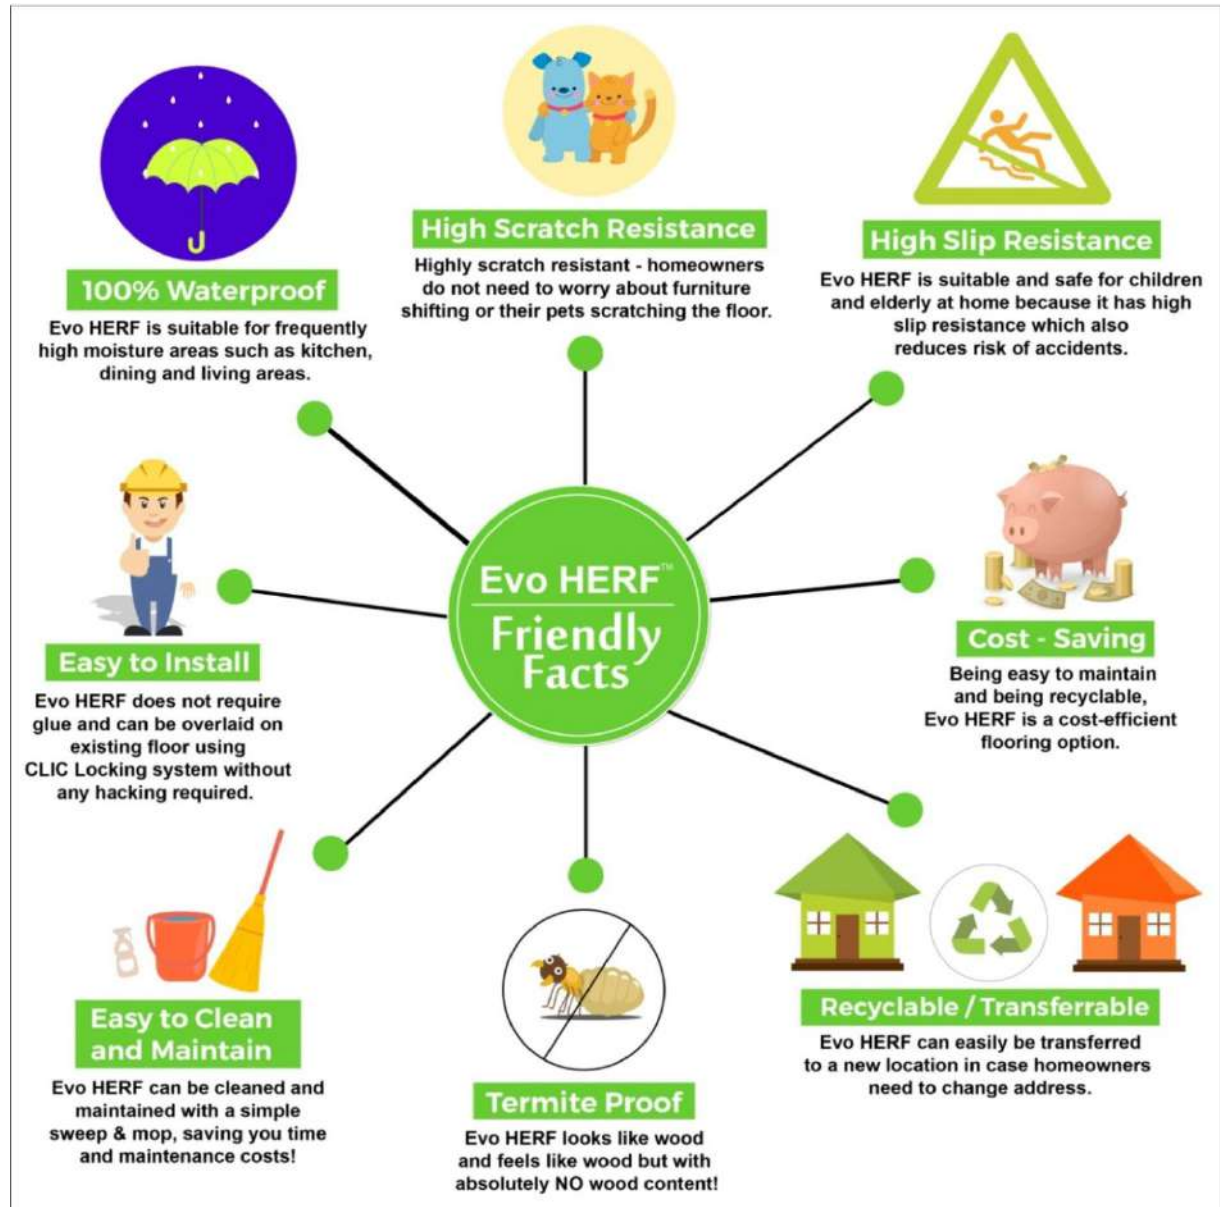 100% Waterproof
Evo HERF is suitable for frequently
high moisture areas such as kitchen,
dining and living areas.
High Scratch Resistance
Highly scratch resistant - homeowners
do not need to worry about furniture
shifting or their pets scratching the floor.
High Slip Resistance
Evo HERF is suitable and safe for children
and elderly at home because it has high
slip resistance which also
reduces risk of accidents.
Evo HERF™
Friendly
Facts
Easy to Install
Evo HERF does not require
glue and can be overlaid on
existing floor using
CLIC Locking system without
any hacking required.
Cost - Saving
Being easy to maintain
and being recyclable,
Evo HERF is a cost-efficient
flooring option.
Easy to Clean
and Maintain
Evo HERF can be cleaned and
maintained with a simple
sweep & mop, saving you time
and maintenance costs!
Termite Proof
Evo HERF looks like wood
and feels like wood but with
absolutely NO wood content!
Recyclable / Transferrable
Evo HERF can easily be transferred
to a new location in case homeowners
need to change address.